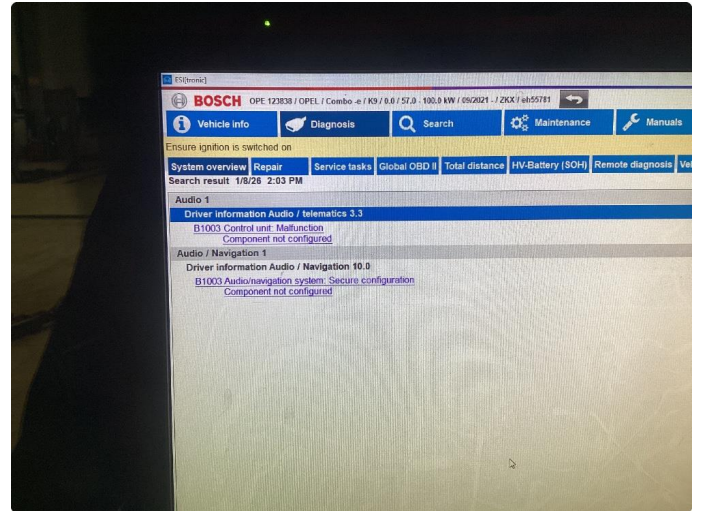 ESI[tronic]
BOSCH OPE 123838 / OPEL / Combo -e / K9 / 0.0 / 57.0 - 100.0 kW / 09/2021 - / ZKX / eh55781
Vehicle info Diagnosis Search Maintenance Manuals
Ensure ignition is switched on
System overview Repair Service tasks Global OBD II Total distance HV-Battery (SOH) Remote diagnosis
Search result 1/8/26 2:03 PM
Audio 1
Driver information Audio / telematics 3.3
B1003 Control unit: Malfunction
Component not configured
Audio / Navigation 1
Driver information Audio / Navigation 10.0
B1003 Audio/navigation system: Secure configuration
Component not configured